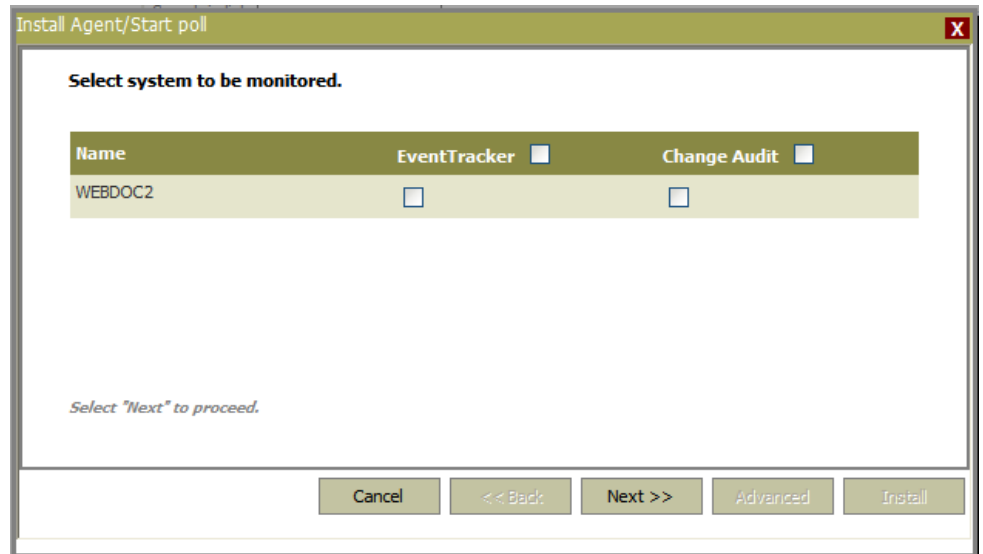 Install Agent/Start poll
X
Select system to be monitored.
Name EventTracker Change Audit
WEBDOC2
Select "Next" to proceed.
Cancel << Back Next >> Advanced Install